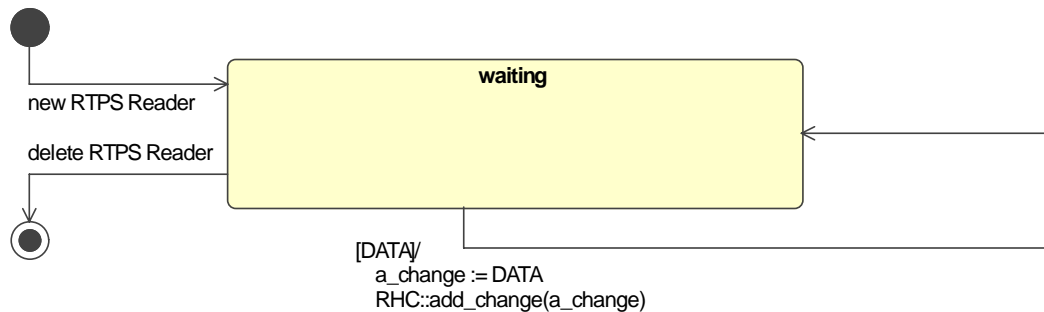 waiting
new RTPS Reader
delete RTPS Reader
[DATA]/
a_change := DATA
RHC::add_change(a_change)